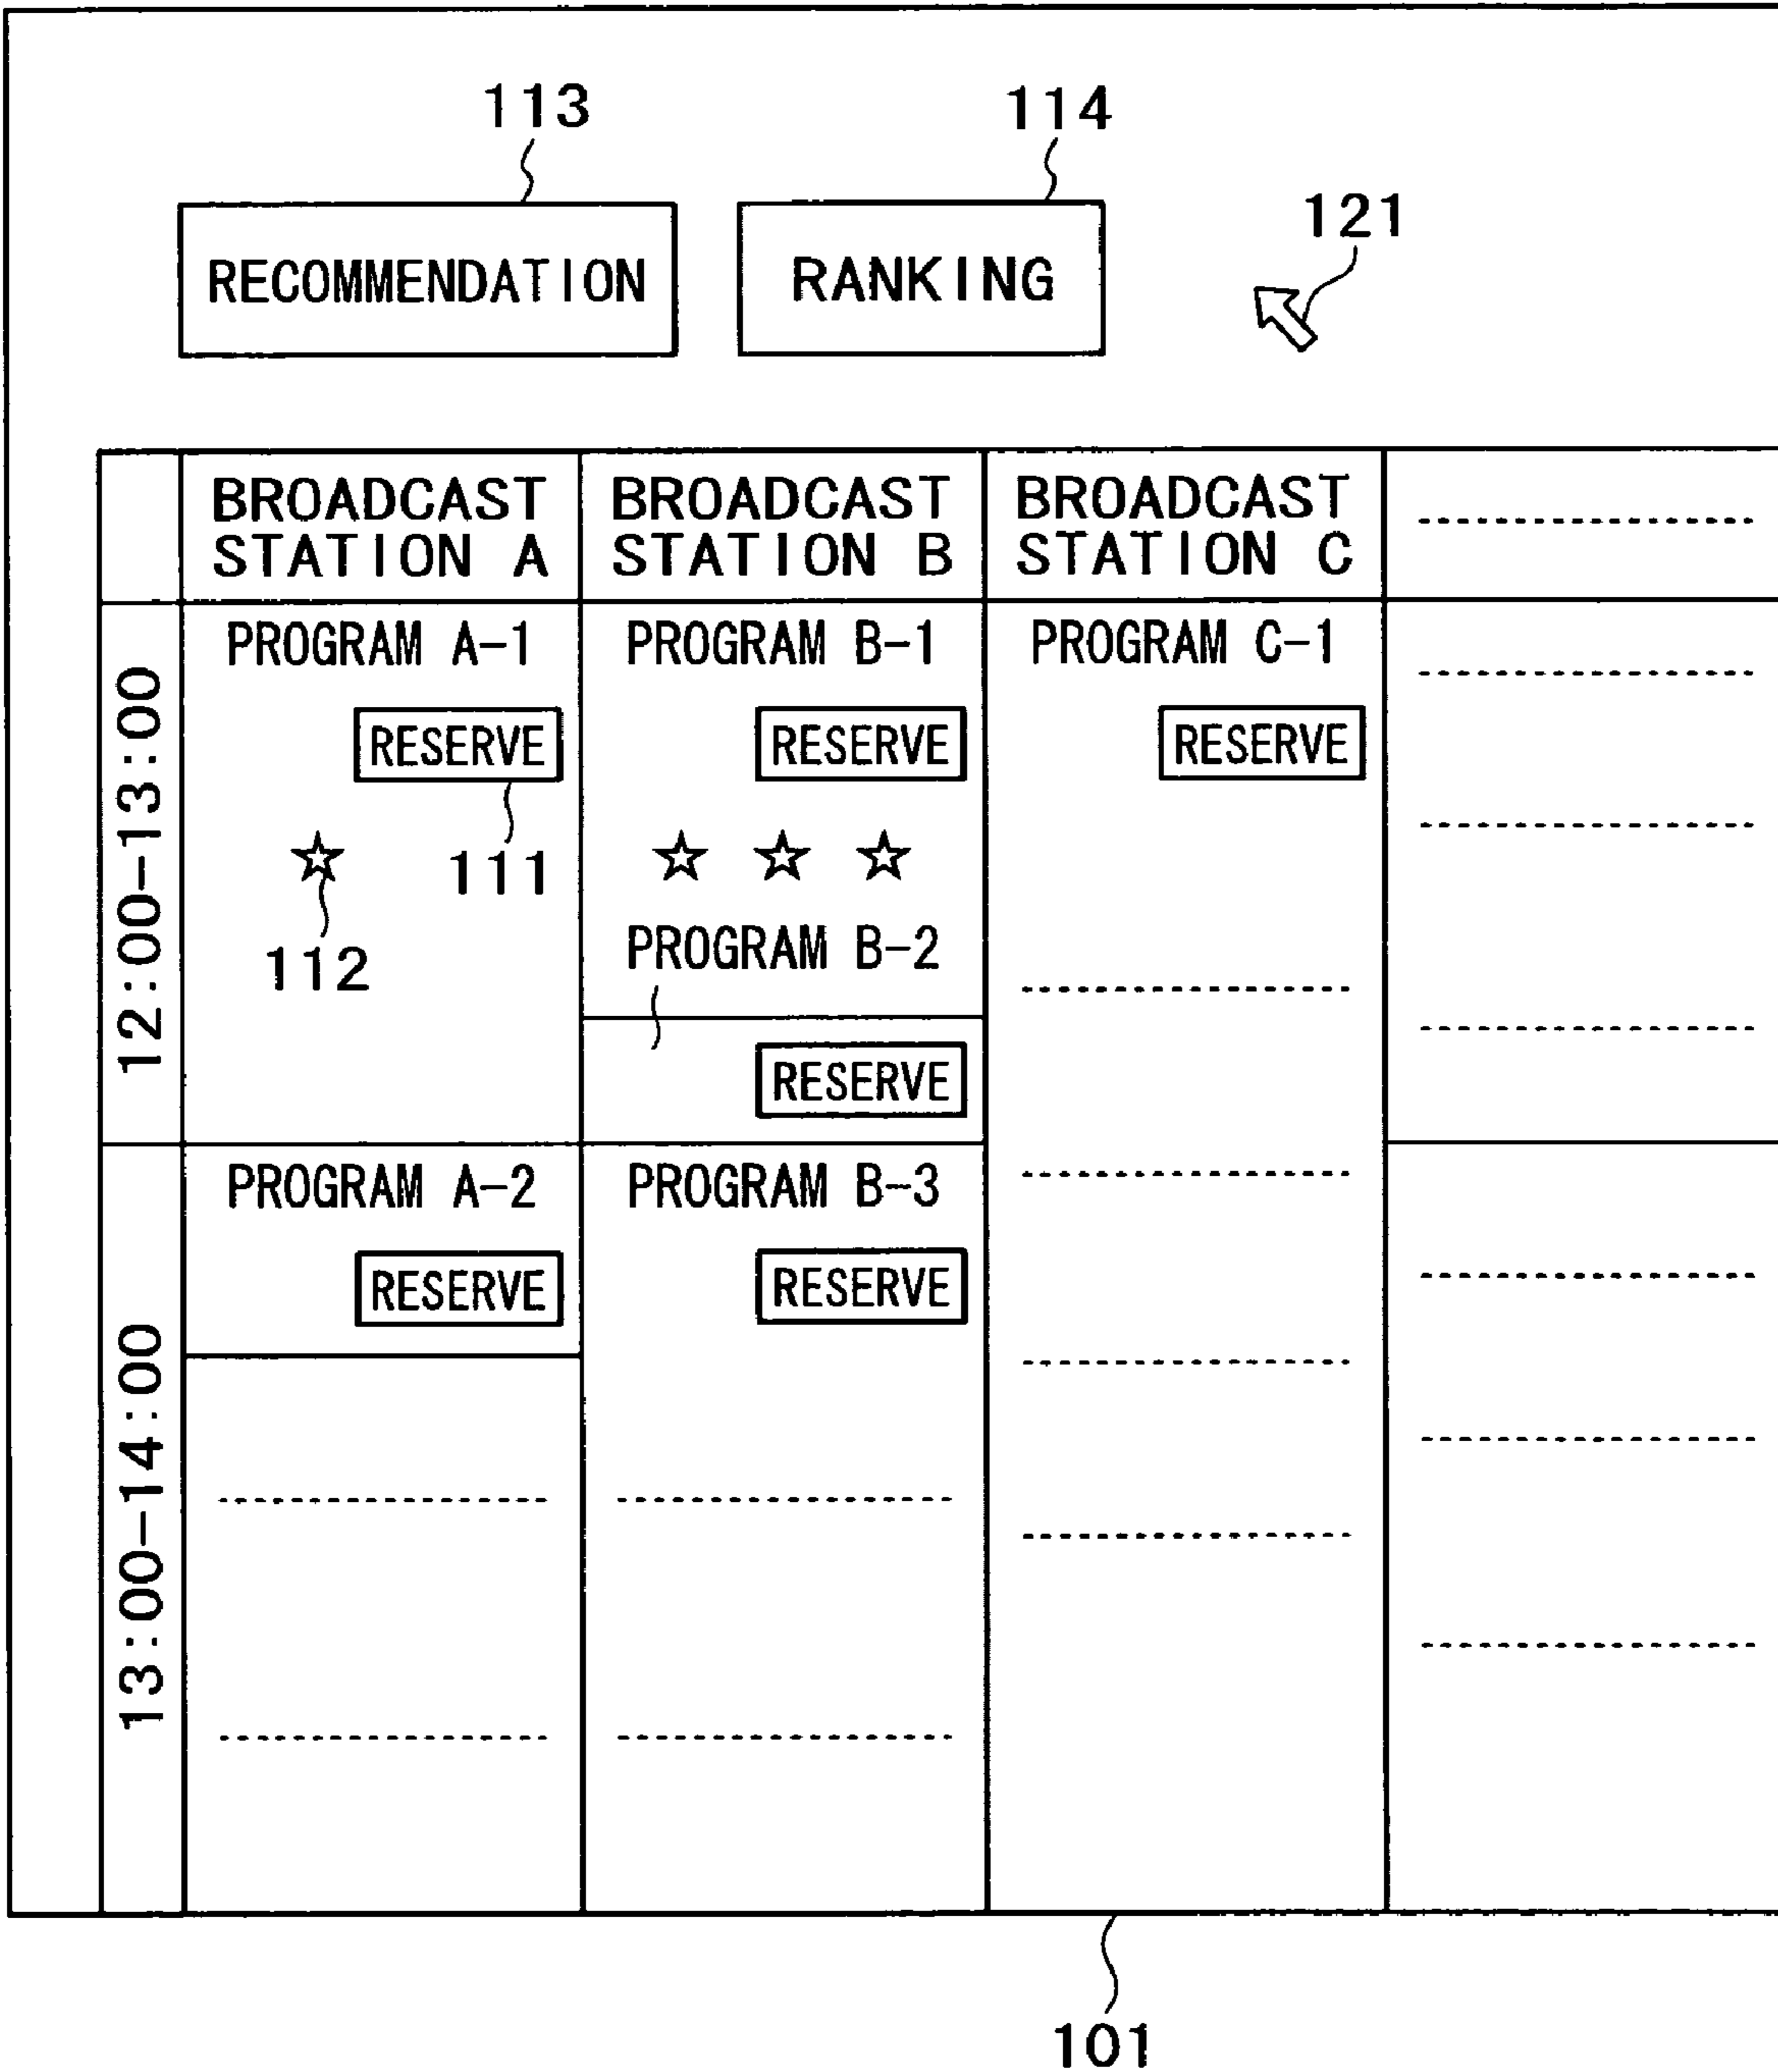 113
114
121
RECOMMENDATION
RANKING
BROADCAST
STATION A
BROADCAST
STATION B
BROADCAST
STATION C
12:00-13:00
PROGRAM A-1
RESERVE
111
112
PROGRAM B-1
RESERVE
PROGRAM B-2
RESERVE
PROGRAM C-1
RESERVE
13:00-14:00
PROGRAM A-2
RESERVE
PROGRAM B-3
RESERVE
101